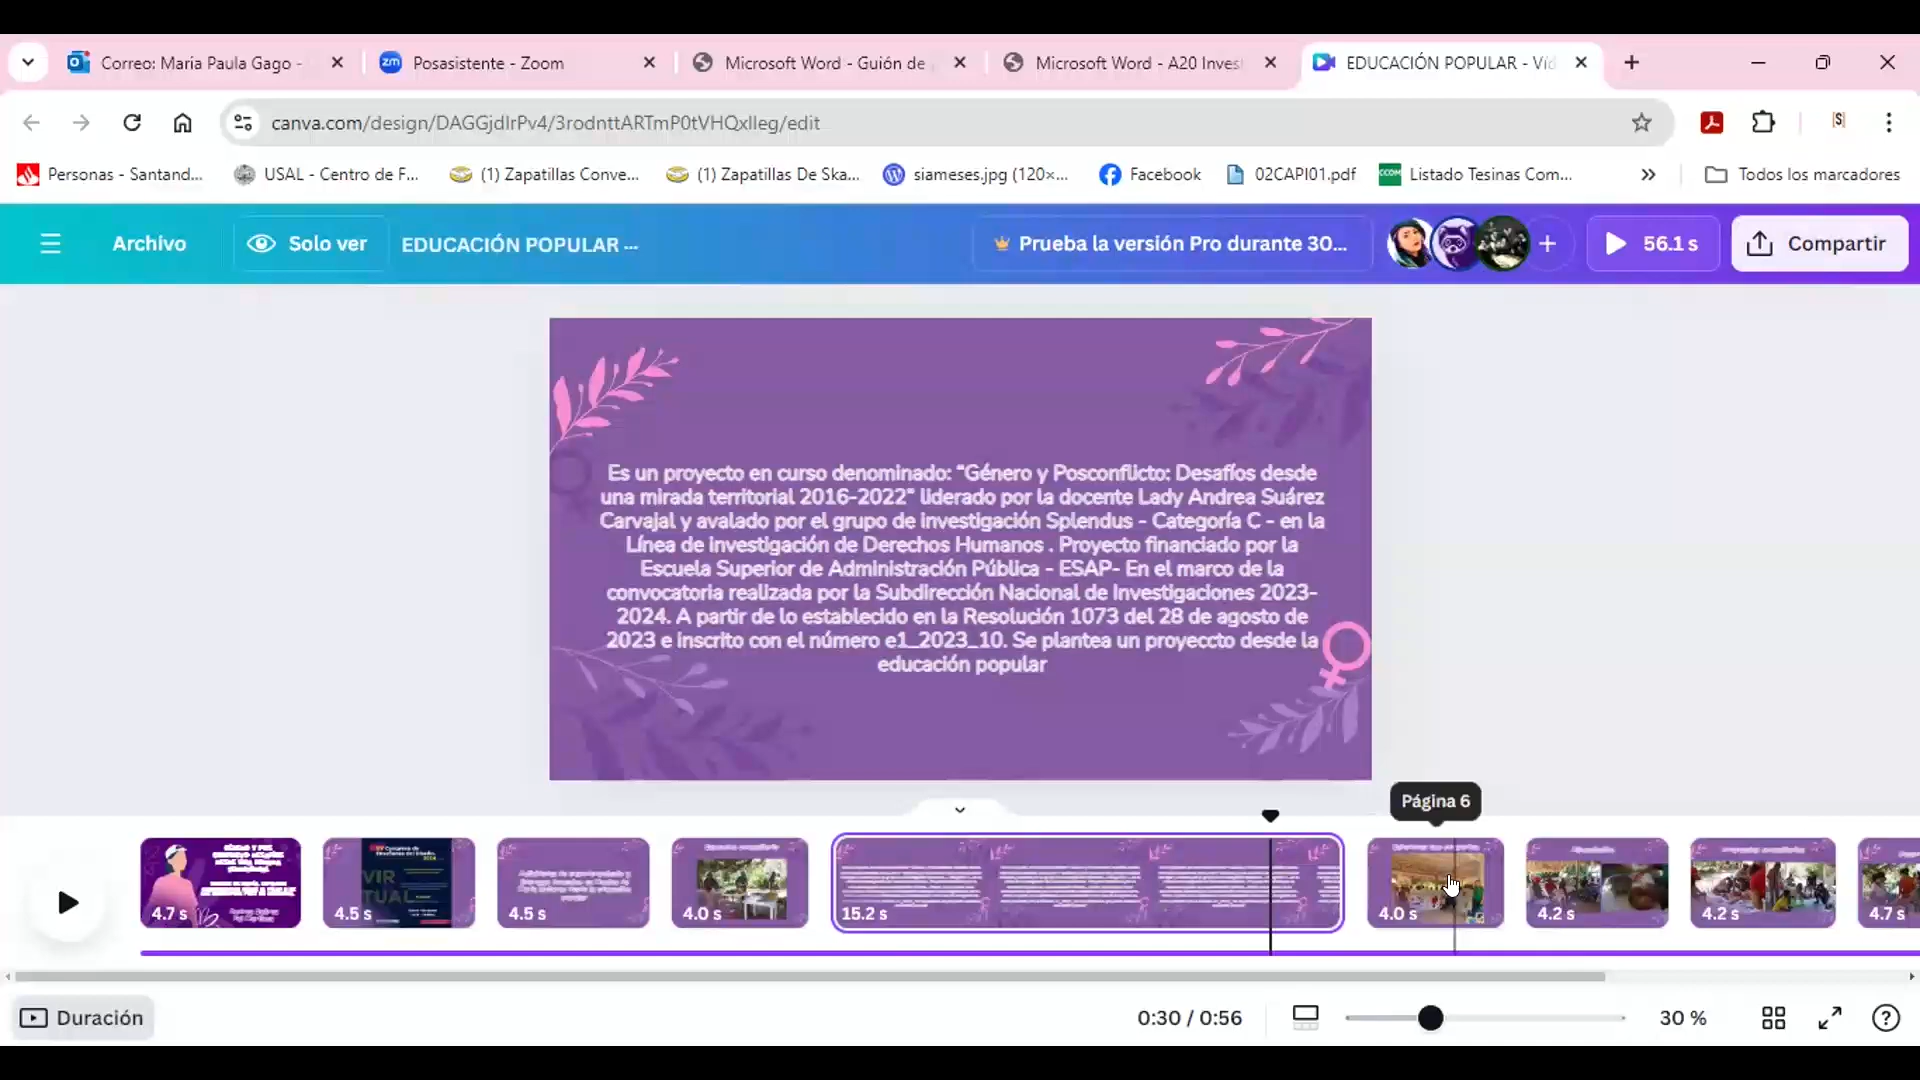 Correo: Maria Paula Gago -
Posasistente - Zoom
Microsoft Word - Guión de
Microsoft Word - A20 Inves
EDUCACIÓN POPULAR - Víd
canva.com/design/DAGGjdIrPv4/3rodnttARTmP0tVHQxlleg/edit
Personas - Santand...
USAL - Centro de F...
(1) Zapatillas Conve...
(1) Zapatillas De Ska...
siameses.jpg (120×...
Facebook
02CAPI01.pdf
Listado Tesinas Com...
Todos los marcadores
Archivo
Solo ver
EDUCACIÓN POPULAR ...
Prueba la versión Pro durante 30...
56.1 s
Compartir
Es un proyecto en curso denominado: “Género y Posconflicto: Desafíos desde
una mirada territorial 2016-2022” liderado por la docente Lady Andrea Suárez
Carvajal y avalado por el grupo de investigación Splendus - Categoría C - en la
Línea de investigación de Derechos Humanos . Proyecto financiado por la
Escuela Superior de Administración Pública - ESAP- En el marco de la
convocatoria realizada por la Subdirección Nacional de Investigaciones 2023-
2024. A partir de lo establecido en la Resolución 1073 del 28 de agosto de
2023 e inscrito con el número e1_2023_10. Se plantea un proyeccto desde la
educación popular
Página 6
4.7 s
4.5 s
4.5 s
4.0 s
15.2 s
4.0 s
4.2 s
4.2 s
4.7 s
Duración
0:30 / 0:56
30 %